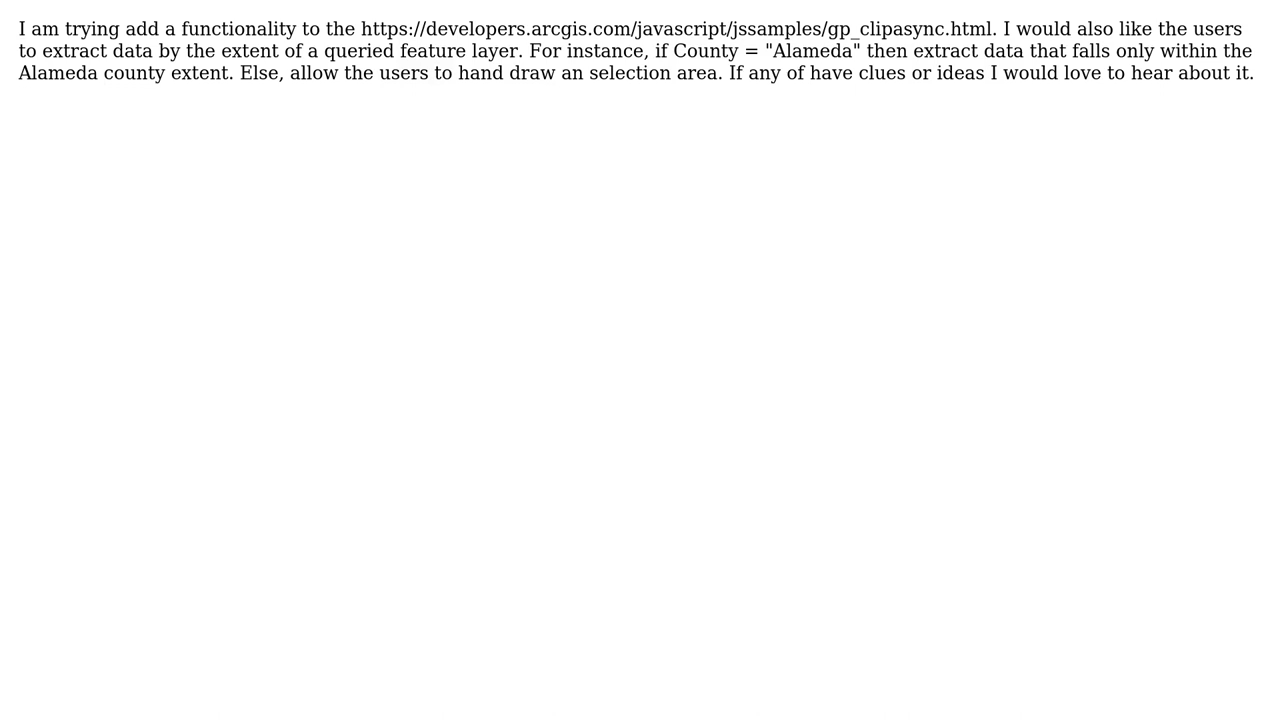 I am trying add a functionality to the https://developers.arcgis.com/javascript/jssamples/gp_clipasync.html. I would also like the users
to extract data by the extent of a queried feature layer. For instance, if County = "Alameda" then extract data that falls only within the
Alameda county extent. Else, allow the users to hand draw an selection area. If any of have clues or ideas I would love to hear about it.